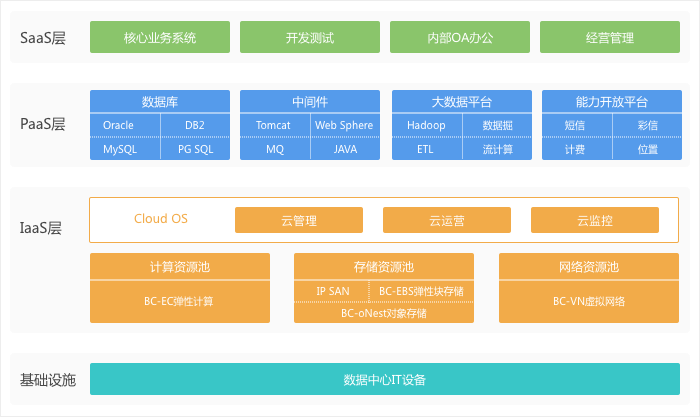 SaaS层
核心业务系统
开发测试
内部OA办公
经营管理
PaaS层
数据库
中间件
大数据平台
能力开放平台
Oracle
DB2
Tomcat
Web Sphere
Hadoop
数据掘
短信
彩信
MySQL
PG SQL
MQ
JAVA
ETL
流计算
计费
位置
IaaS层
Cloud OS
云管理
云运营
云监控
计算资源池
存储资源池
网络资源池
BC-EC弹性计算
IP SAN
BC-EBS弹性块存储
BC-oNest对象存储
BC-VN虚拟网络
基础设施
数据中心IT设备